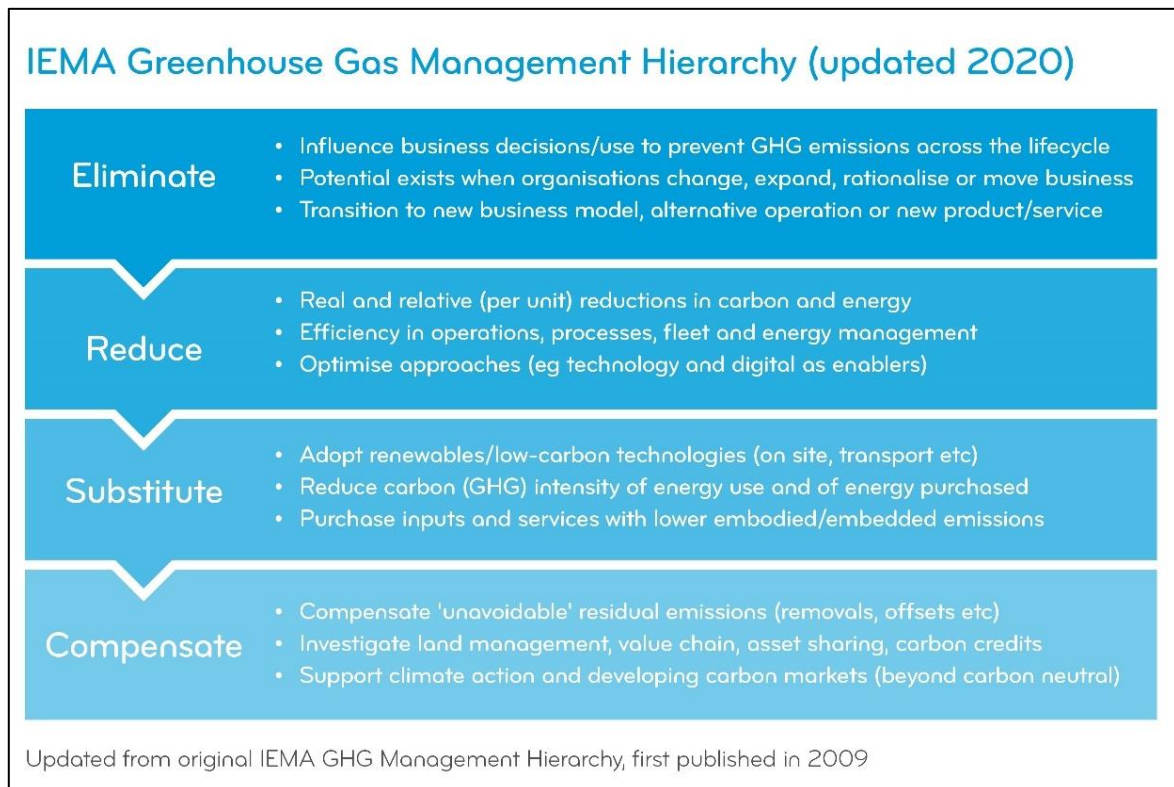 IEMA Greenhouse Gas Management Hierarchy (updated 2020)
Eliminate
• Influence business decisions/use to prevent GHG emissions across the lifecycle
• Potential exists when organisations change, expand, rationalise or move business
• Transition to new business model, alternative operation or new product/service
Reduce
• Real and relative (per unit) reductions in carbon and energy
• Efficiency in operations, processes, fleet and energy management
• Optimise approaches (eg technology and digital as enablers)
Substitute
• Adopt renewables/low-carbon technologies (on site, transport etc)
• Reduce carbon (GHG) intensity of energy use and of energy purchased
• Purchase inputs and services with lower embodied/embedded emissions
Compensate
• Compensate 'unavoidable' residual emissions (removals, offsets etc)
• Investigate land management, value chain, asset sharing, carbon credits
• Support climate action and developing carbon markets (beyond carbon neutral)
Updated from original IEMA GHG Management Hierarchy, first published in 2009